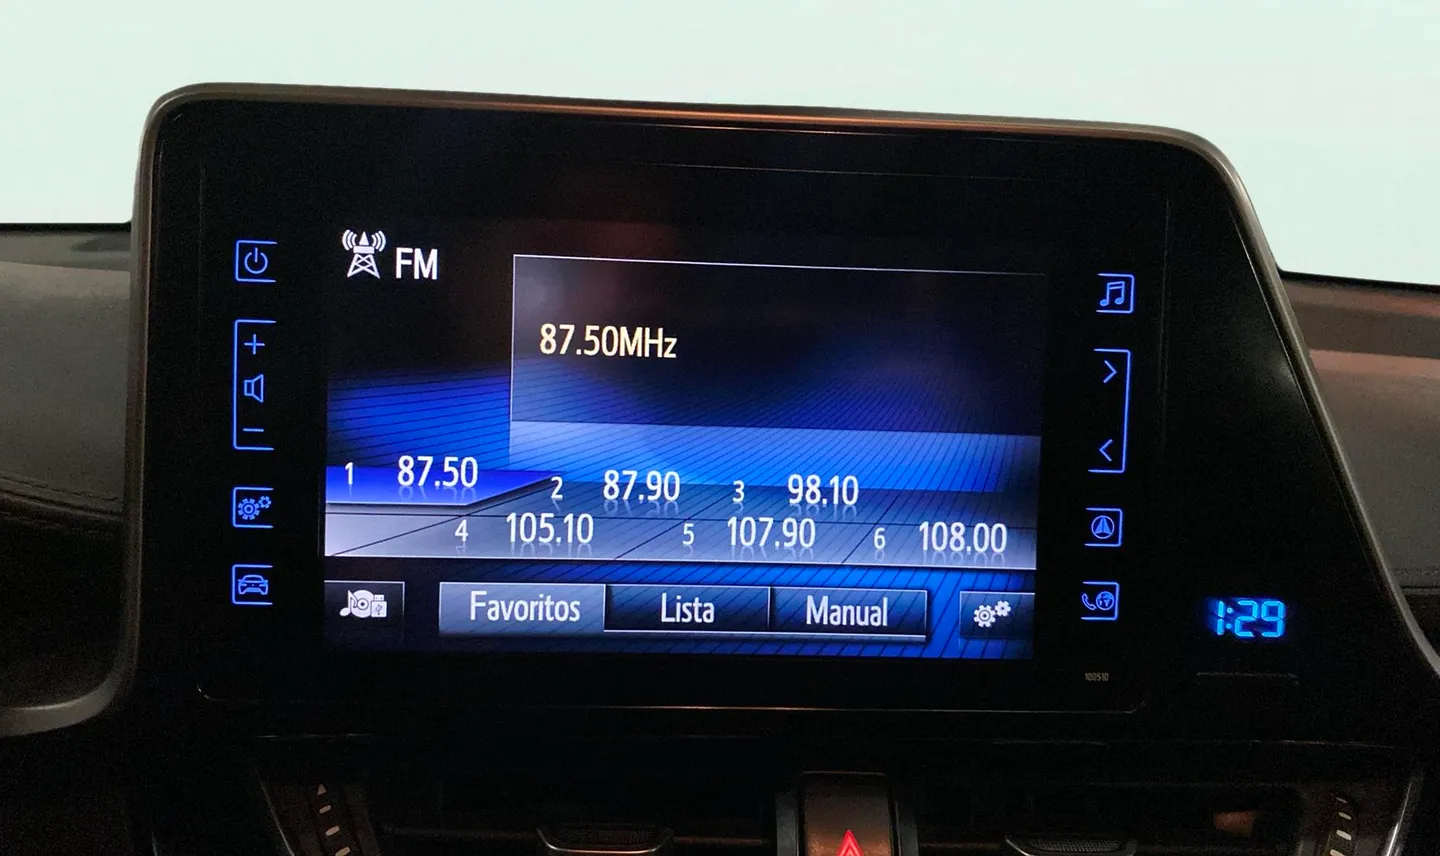 FM
87.50MHz
1 87.50 2 87.90 3 98.10
4 105.10 5 107.90 6 108.00
Favoritos Lista Manual
1:29
100510